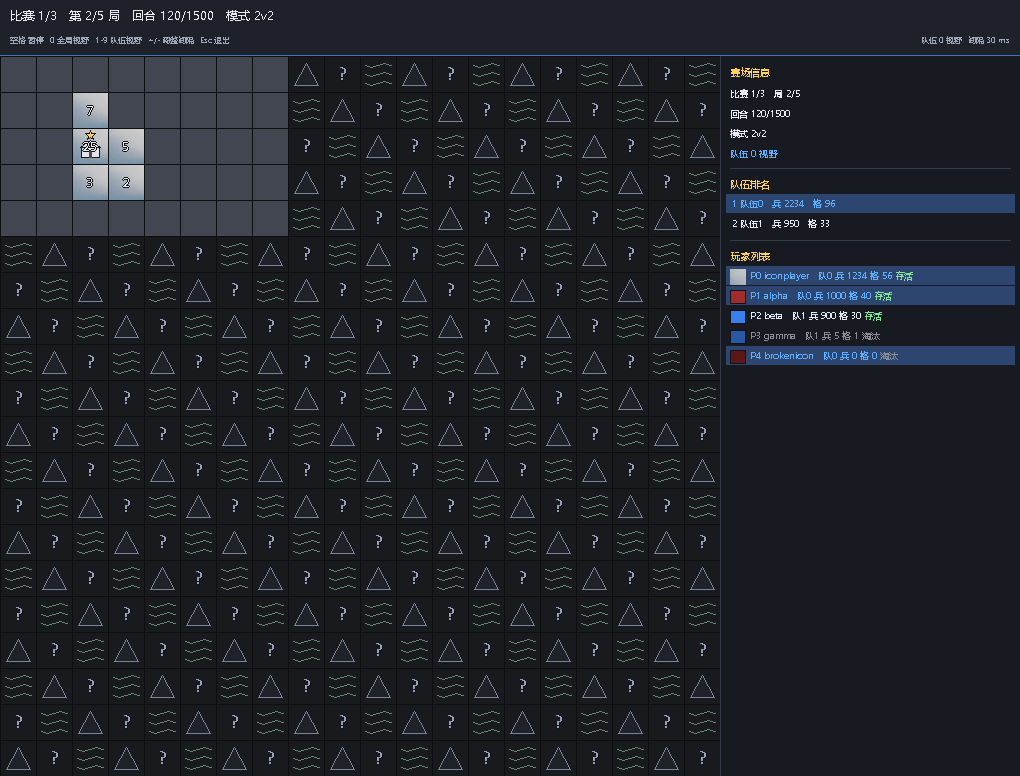 比赛 1/3 第 2/5 局 回合 120/1500 模式 2v2
空格 暂停 0 全局视野 1-9 队伍视野 +/- 调整间隔 Esc 退出
队伍 0 视野 间隔 30 ms
? ? ? ?
7 ? ? ? ?
25 5 ? ? ? ?
3 2 ? ? ? ?
? ? ? ?
? ? ? ? ? ?
? ? ? ? ? ? ?
? ? ? ? ? ? ?
? ? ? ? ? ?
? ? ? ? ? ? ?
? ? ? ? ? ? ?
? ? ? ? ? ?
? ? ? ? ? ? ?
? ? ? ? ? ? ?
? ? ? ? ? ?
? ? ? ? ? ? ?
? ? ? ? ? ? ?
? ? ? ? ? ?
? ? ? ? ? ? ?
? ? ? ? ? ? ?
赛场信息
比赛 1/3 局 2/5
回合 120/1500
模式 2v2
队伍 0 视野
队伍排名
1 队伍0 兵 2234 格 96
2 队伍1 兵 950 格 33
玩家列表
P0 iconplayer 队0 兵 1234 格 56 存活
P1 alpha 队0 兵 1000 格 40 存活
P2 beta 队1 兵 900 格 30 存活
P3 gamma 队1 兵 5 格 1 淘汰
P4 brokenicon 队0 兵 0 格 0 淘汰